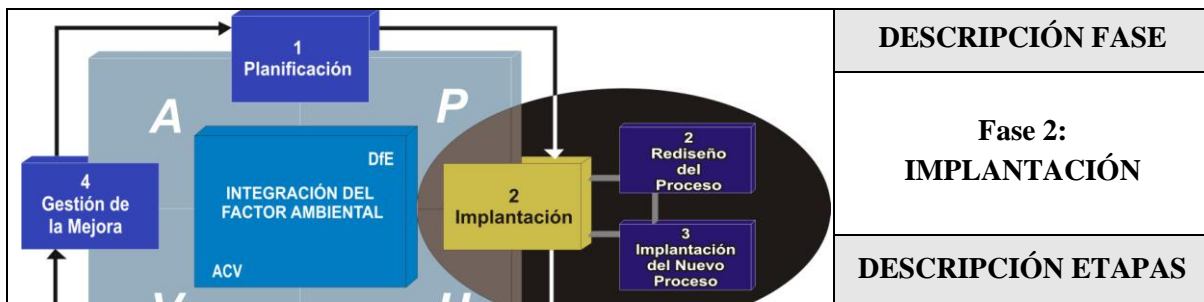 1
Planificación
A
P
DfE
INTEGRACIÓN DEL
FACTOR AMBIENTAL
ACV
4
Gestión de
la Mejora
2
Implantación
2
Rediseño
del
Proceso
3
Implantación
del Nuevo
Proceso
DESCRIPCIÓN FASE
Fase 2:
IMPLANTACIÓN
DESCRIPCIÓN ETAPAS